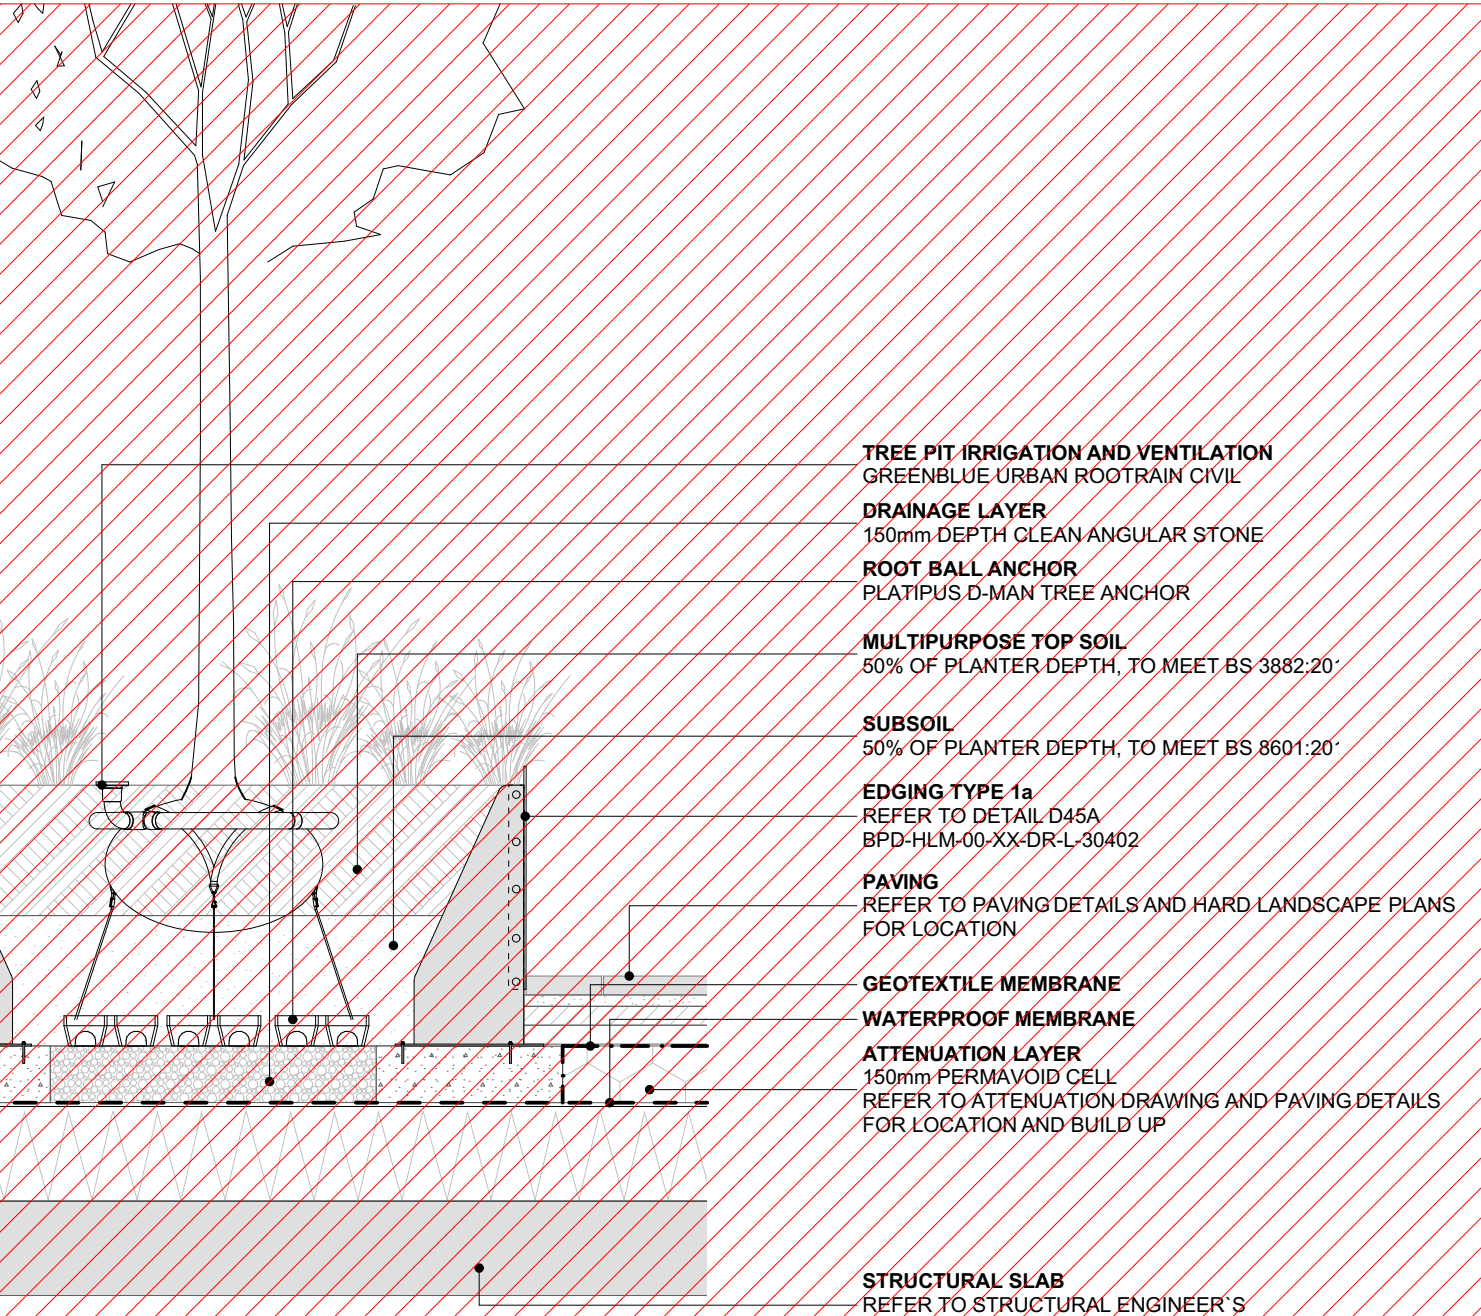 TREE PIT IRRIGATION AND VENTILATION
GREENBLUE URBAN ROOTRAIN CIVIL
DRAINAGE LAYER
150mm DEPTH CLEAN ANGULAR STONE
ROOT BALL ANCHOR
PLATIPUS D-MAN TREE ANCHOR
MULTIPURPOSE TOP SOIL
50% OF PLANTER DEPTH, TO MEET BS
SUBSOIL
50% OF PLANTER DEPTH, TO MEET BS
EDGING TYPE 1a
REFER TO DETAIL D45A
BPD-HLM-00-XX-DR-L-30402
PAVING
REFER TO PAVING DETAILS AND HARD LANDSCAPE PLANS
FOR LOCATION
GEOTEXTILE MEMBRANE
WATERPROOF MEMBRANE
ATTENUATION LAYER
150mm PERMAVOID CELL
REFER TO ATTENUATION DRAWING AND PAVING DETAILS
FOR LOCATION AND BUILD UP
STRUCTURAL SLAB
REFER TO STRUCTURAL ENGINEER`S